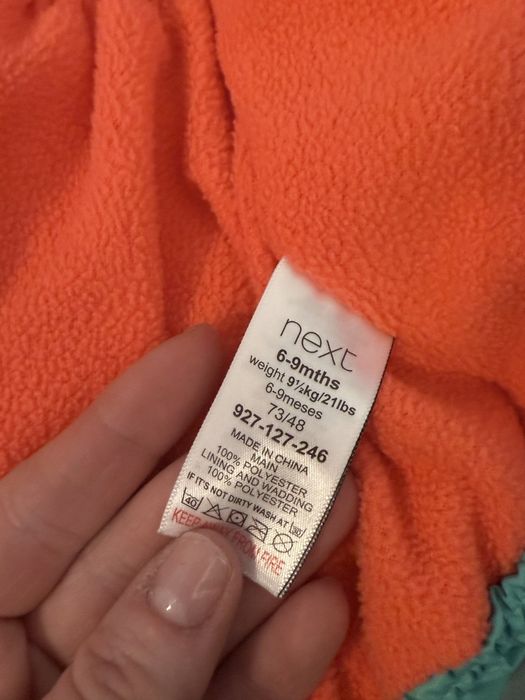 next
6-9mths
weight 9½kg/21lbs
6-9meses
73/48
927-127-246
MADE IN CHINA
MAIN
100% POLYESTER
LINING AND WADDING
100% POLYESTER
IF IT'S NOT DIRTY WASH AT 30
40
KEEP AWAY FROM FIRE